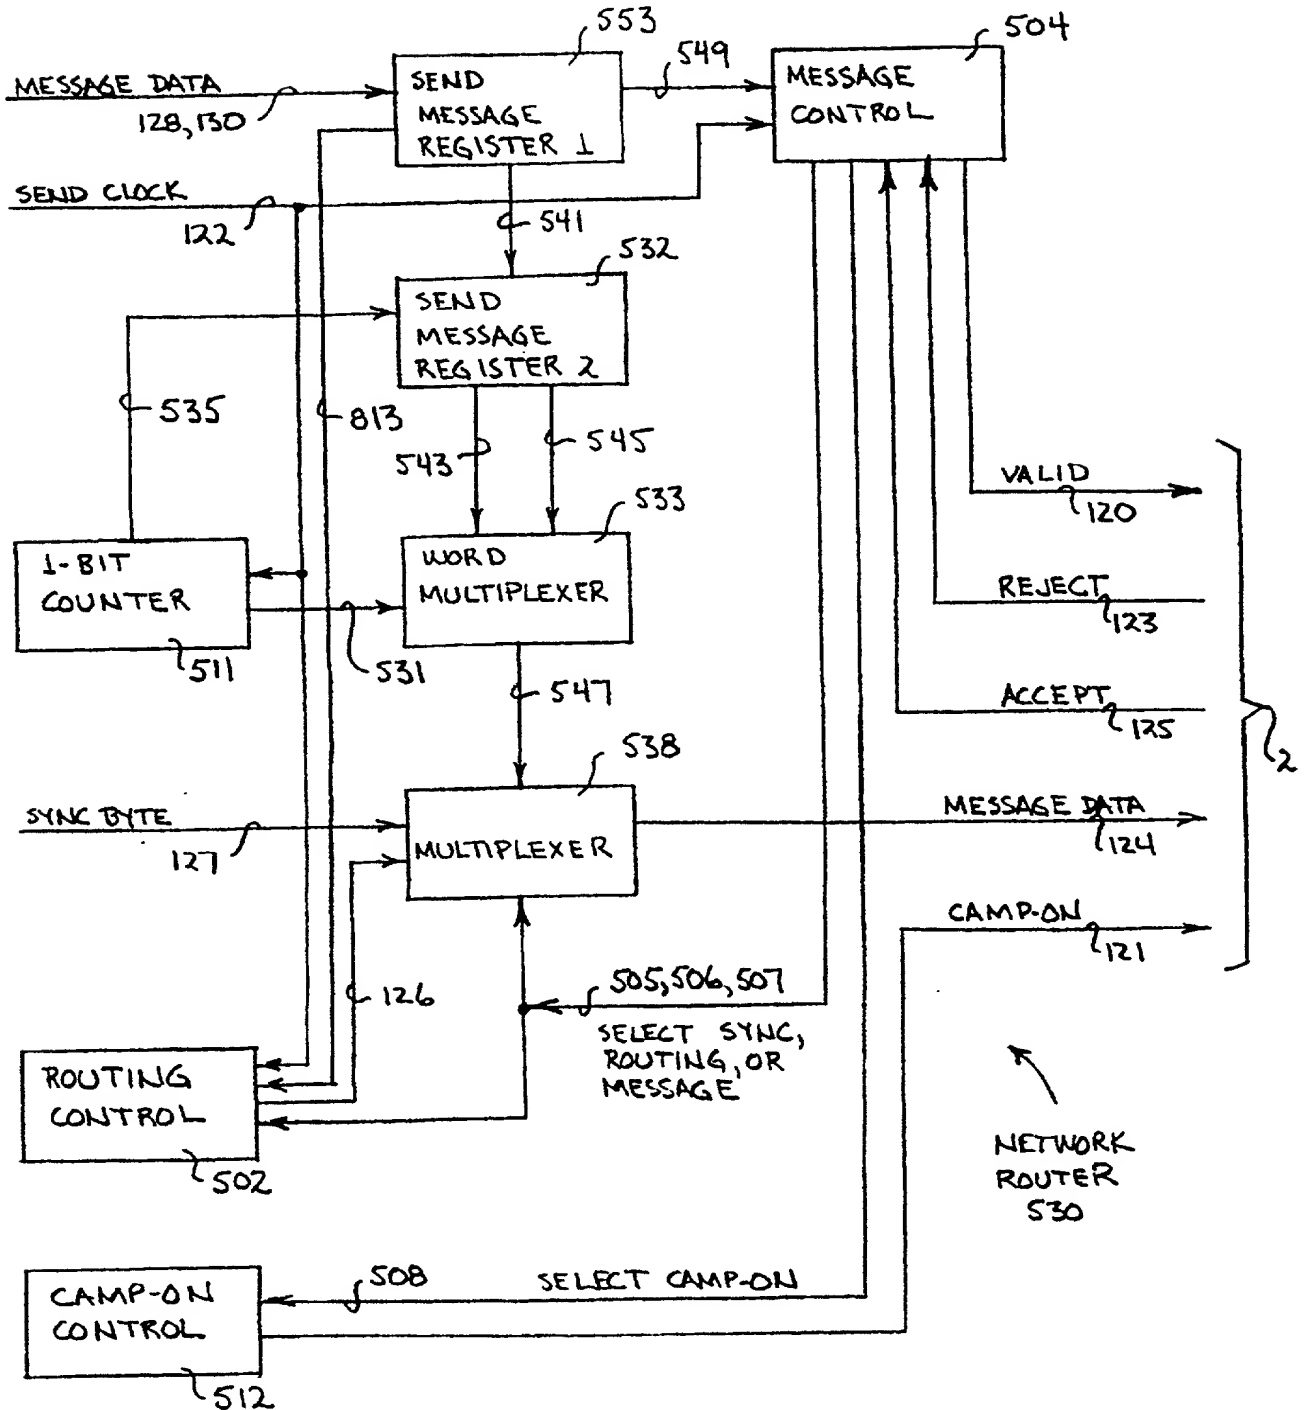 553
504
549
SEND
MESSAGE
REGISTER 1
MESSAGE
CONTROL
MESSAGE DATA
128,130
SEND CLOCK
122
541
532
SEND
MESSAGE
REGISTER 2
535
813
543
545
533
VALID
120
1-BIT
COUNTER
511
WORD
MULTIPLEXER
531
REJECT
123
547
ACCEPT
125
2
538
SYNC BYTE
127
MULTIPLEXER
MESSAGE DATA
124
CAMP-ON
121
126
505,506,507
SELECT SYNC,
ROUTING, OR
MESSAGE
ROUTING
CONTROL
502
NETWORK
ROUTER
530
508
SELECT CAMP-ON
CAMP-ON
CONTROL
512